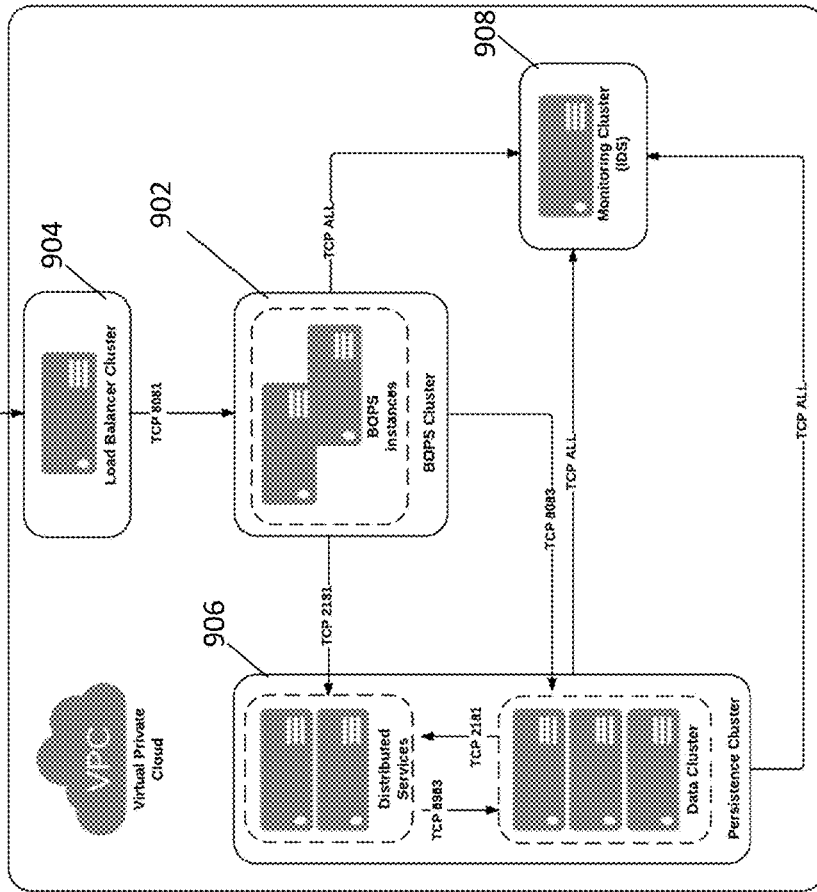 VPC
Virtual Private
Cloud
904
Load Balancer Cluster
TCP 8081
902
BOPS
instances
BOPS Cluster
TCP ALL
908
Monitoring Cluster
(IDS)
TCP 2181
TCP
906
Distributed
Services
TCP 8983
TCP 2181
Data Cluster
Persistence Cluster
TCP ALL
TCP ALL